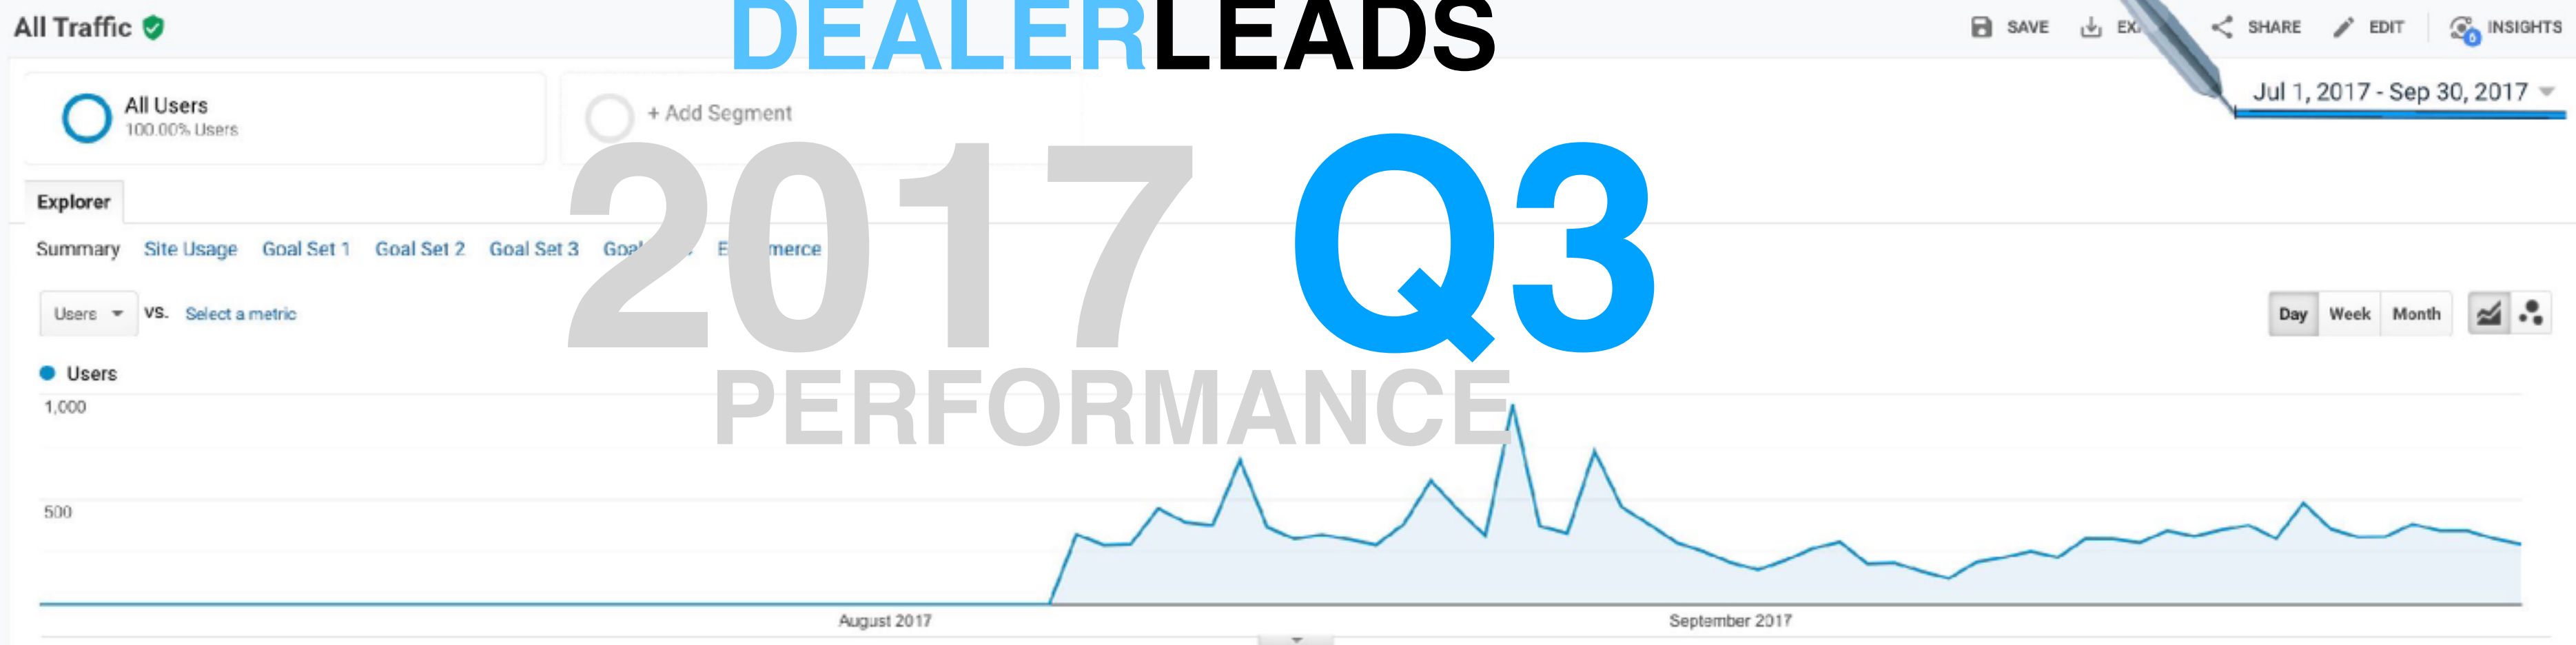 All Traffic
DEALERLEADS
SAVE
SHARE
EDIT
6
INSIGHTS
All Users
100.00% Users
+ Add Segment
Jul 1, 2017 - Sep 30, 2017
2017 Q3
PERFORMANCE
Explorer
Summary Site Usage Goal Set 1 Goal Set 2 Goal Set 3
Users VS. Select a metric
Day Week Month
Users
1,000
500
August 2017 September 2017